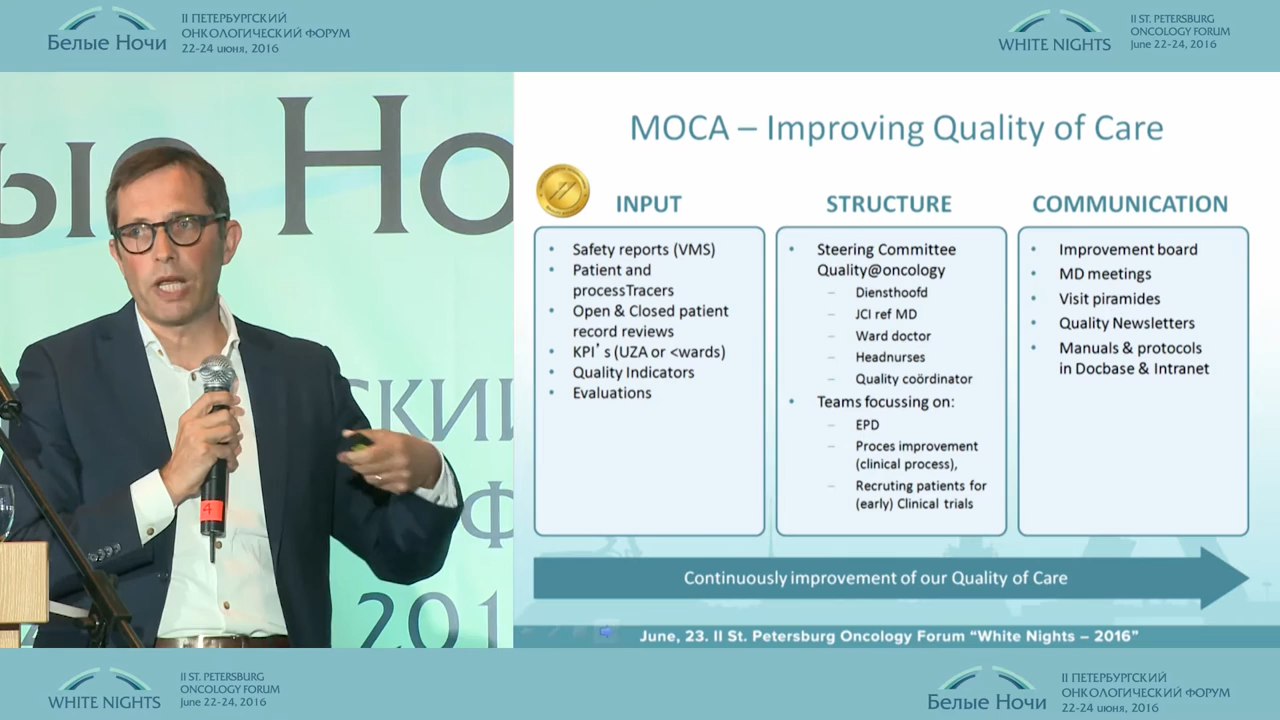 Белые Ночи
II ПЕТЕРБУРГСКИЙ
ОНКОЛОГИЧЕСКИЙ ФОРУМ
22-24 июня, 2016
WHITE NIGHTS
II ST. PETERSBURG
ONCOLOGY FORUM
June 22-24, 2016
ы
Но
СКИЙ
Ф
201
4
MOCA – Improving Quality of Care
INPUT
Safety reports (VMS)
Patient and
processTracers
Open & Closed patient
record reviews
KPI's (UZA or <wards)
Quality Indicators
Evaluations
STRUCTURE
Steering Committee
Quality@oncology
Diensthoofd
JCI ref MD
Ward doctor
Headnurses
Quality coördinator
Teams focussing on:
EPD
Proces improvement
(clinical process),
Recruting patients for
(early) Clinical trials
COMMUNICATION
Improvement board
MD meetings
Visit piramides
Quality Newsletters
Manuals & protocols
in Docbase & Intranet
Continuously improvement of our Quality of Care
June, 23. II St. Petersburg Oncology Forum “White Nights – 2016”
WHITE NIGHTS
II ST. PETERSBURG
ONCOLOGY FORUM
June 22-24, 2016
Белые Ночи
II ПЕТЕРБУРГСКИЙ
ОНКОЛОГИЧЕСКИЙ ФОРУМ
22-24 июня, 2016